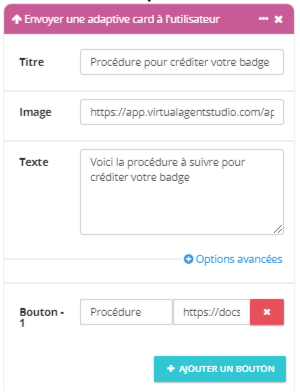 Envoyer une adaptive card à l'utilisateur
Titre
Procédure pour créditer votre badge
Image
https://app.virtualagentstudio.com/ap
Texte
Voici la procédure à suivre pour
créditer votre badge
Options avancées
Bouton -
1
Procédure
https://docs
AJOUTER UN BOUTON